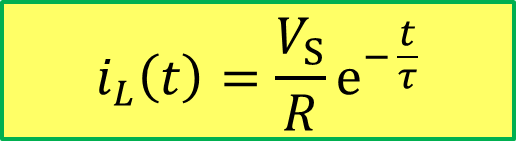 i_L(t) = V_S/R e^{-t/τ}